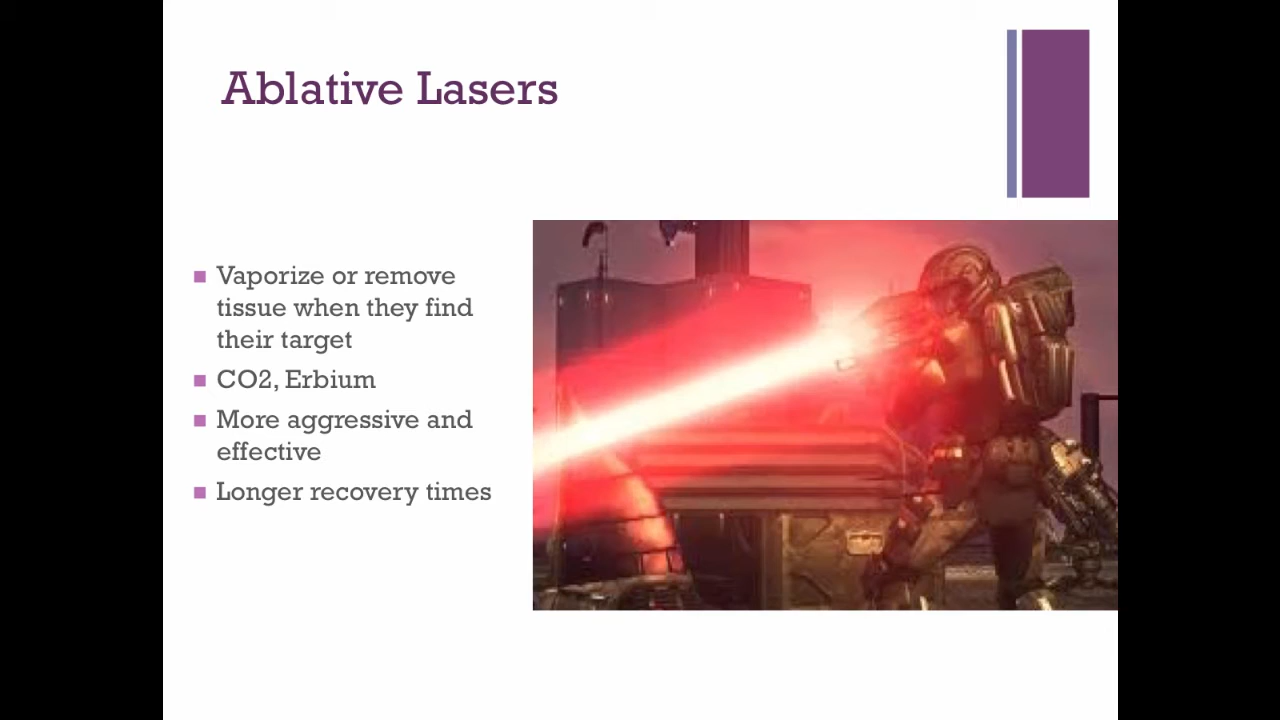 Ablative Lasers
Vaporize or remove
tissue when they find
their target
CO2, Erbium
More aggressive and
effective
Longer recovery times